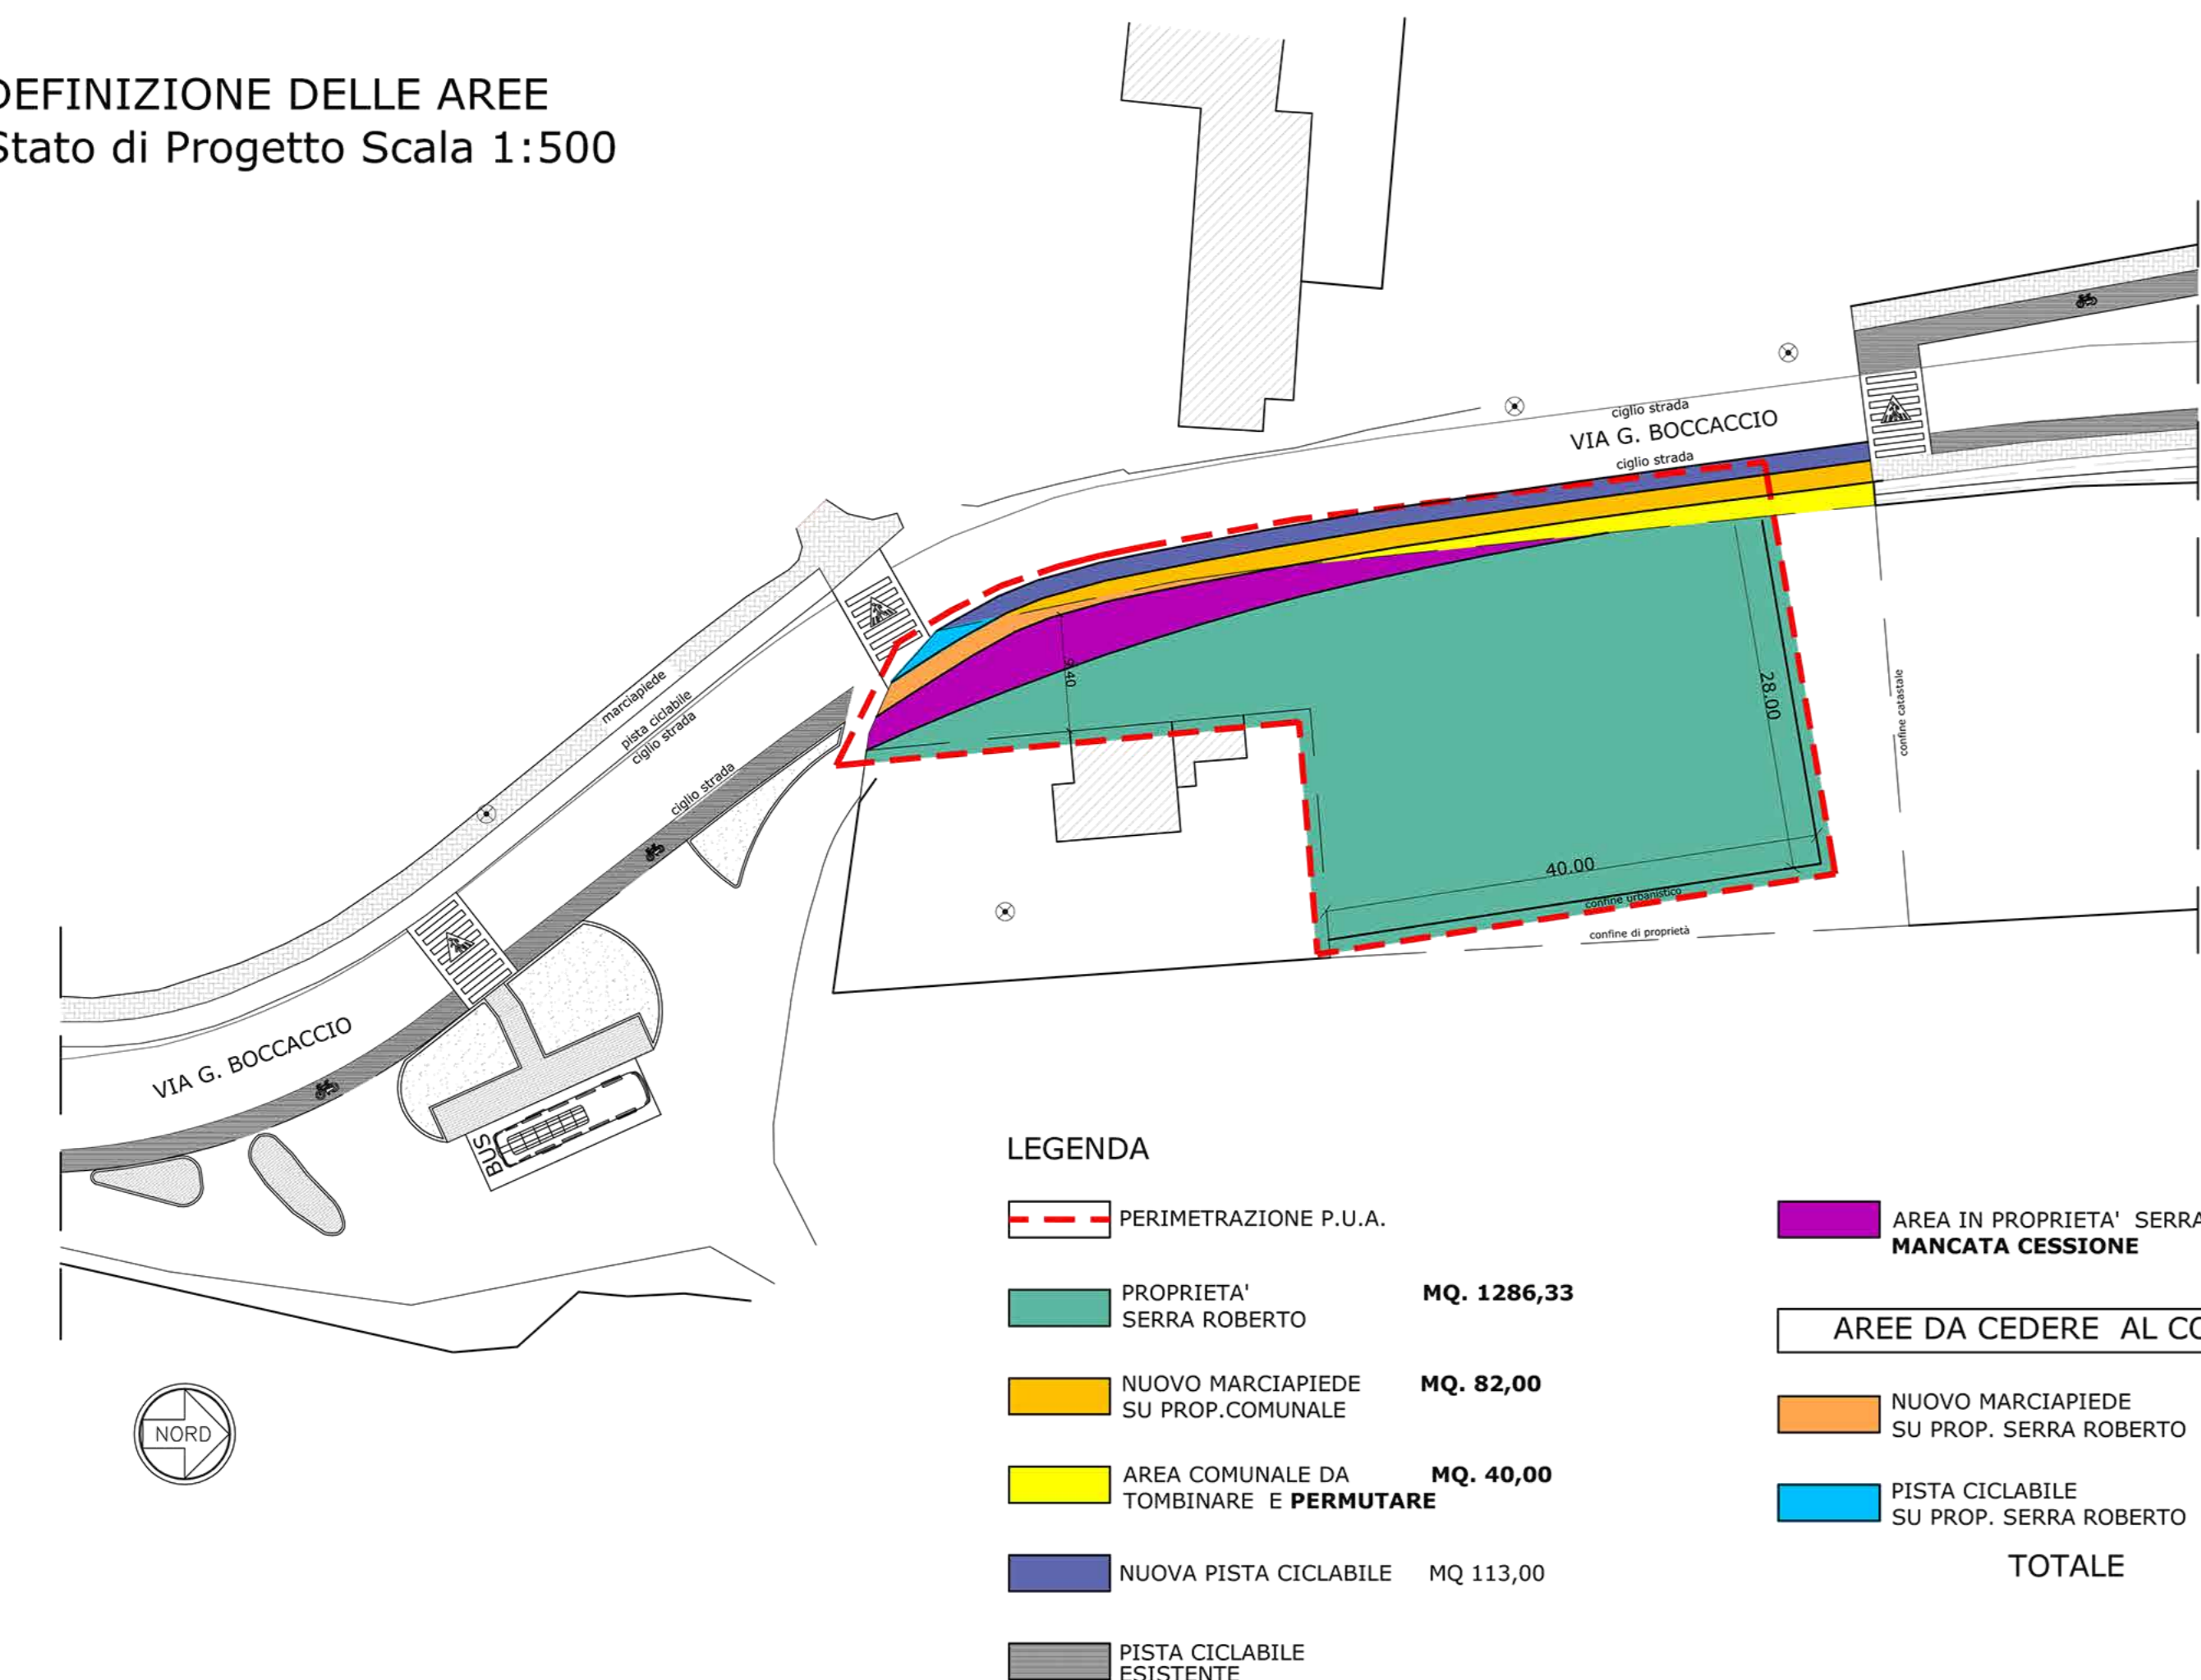 DEFINIZIONE DELLE AREE
Stato di Progetto Scala 1:500
ciglio strada
VIA G. BOCCACCIO
ciglio strada
marciapiede
pista ciclabile
ciglio strada
ciglio strada
9.40
28.00
confine catastale
40.00
confine urbanistico
confine di proprietà
VIA G. BOCCACCIO
BUS
NORD
LEGENDA
PERIMETRAZIONE P.U.A.
PROPRIETA' MQ. 1286,33
SERRA ROBERTO
NUOVO MARCIAPIEDE MQ. 82,00
SU PROP.COMUNALE
AREA COMUNALE DA MQ. 40,00
TOMBINARE E PERMUTARE
NUOVA PISTA CICLABILE MQ 113,00
PISTA CICLABILE
ESISTENTE
AREA IN PROPRIETA' SERRA
MANCATA CESSIONE
AREE DA CEDERE AL CO
NUOVO MARCIAPIEDE
SU PROP. SERRA ROBERTO
PISTA CICLABILE
SU PROP. SERRA ROBERTO
TOTALE